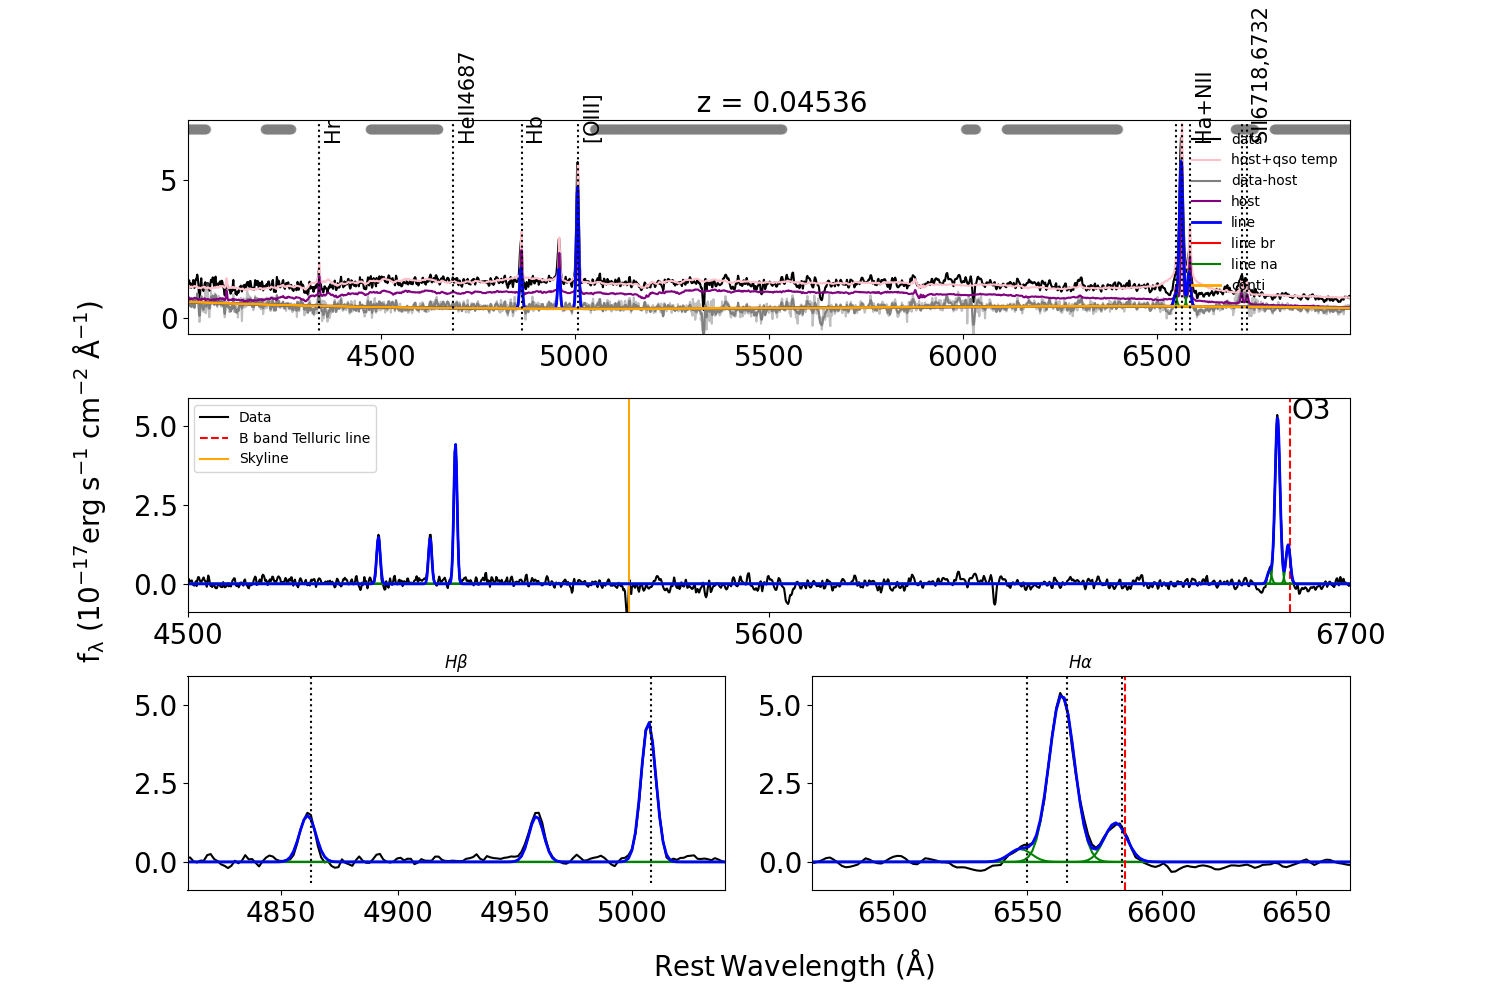 z = 0.04536
Hr
HeII4687
Hb
[OIII]
Ha+NII
SII6718,6732
data
host+qso temp
data-host
host
line
line br
line na
conti
5
0
4500 5000 5500 6000 6500
f_λ (10^−17 erg s^−1 cm^−2 Å^−1)
Data
B band Telluric line
Skyline
O3
5.0
2.5
0.0
4500 5600 6700
Hβ
5.0
2.5
0.0
4850 4900 4950 5000
Hα
5.0
2.5
0.0
6500 6550 6600 6650
Rest Wavelength (Å)